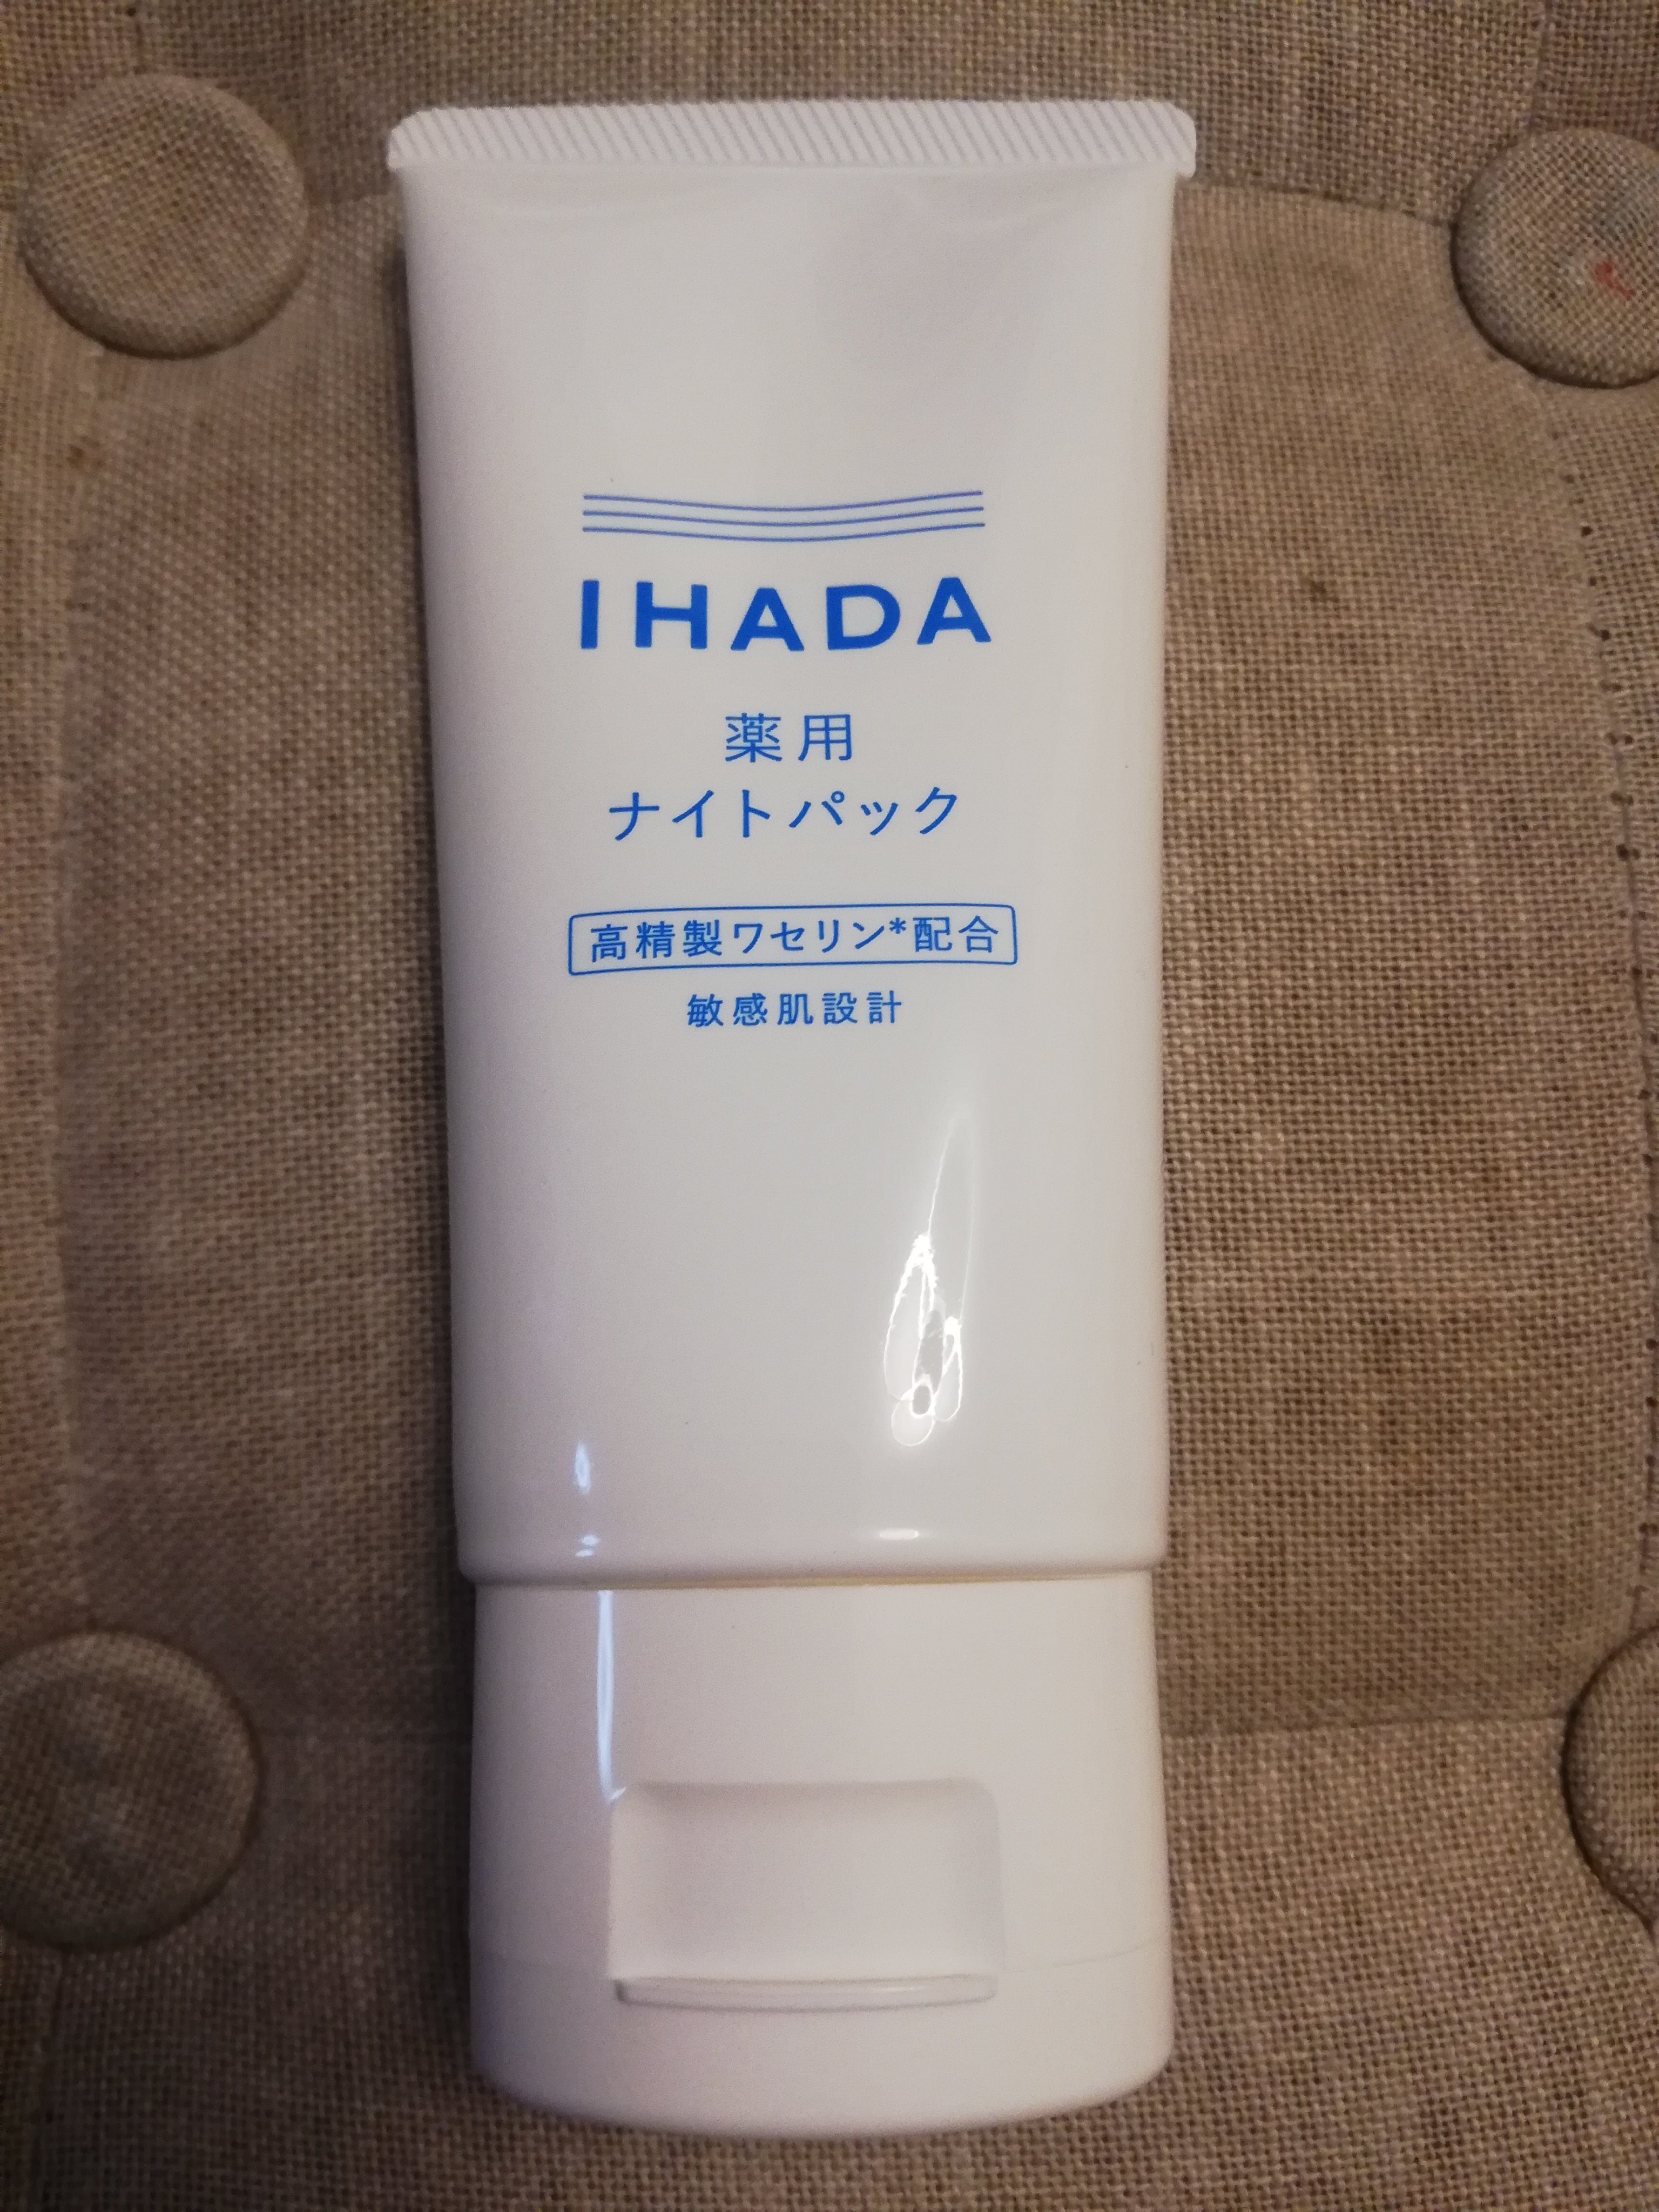 IHADA
薬用
ナイトパック
高精製ワセリン*配合
敏感肌設計